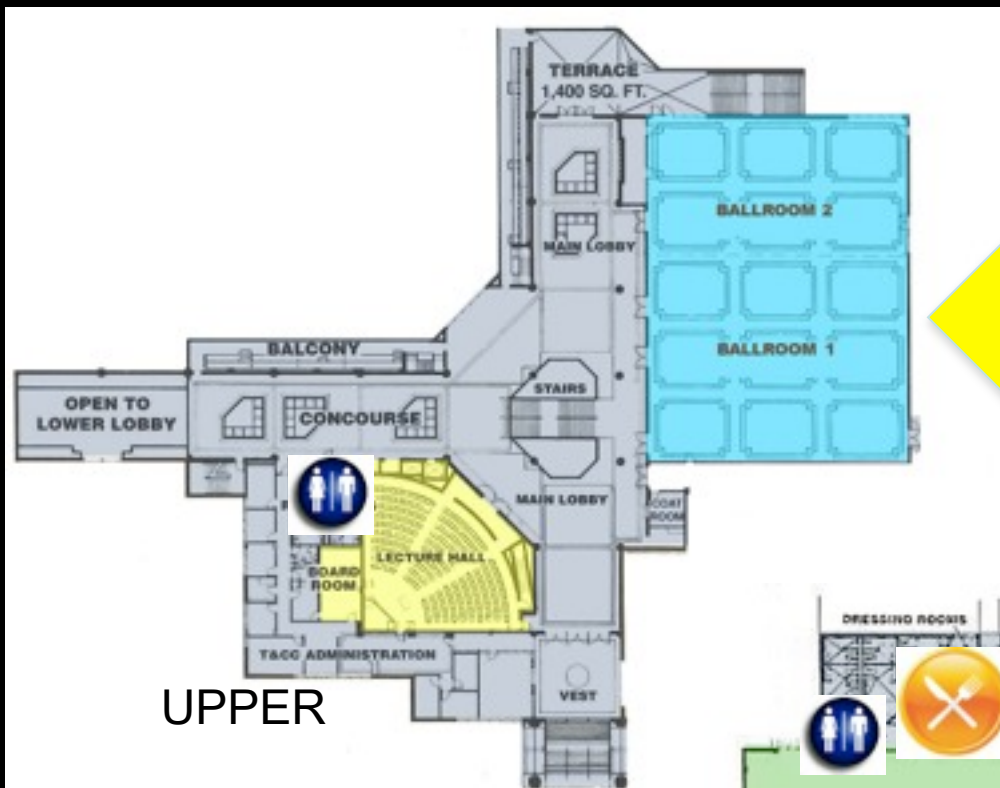 TERRACE
1,400 SQ. FT.
BALLROOM 2
MAIN LOBBY
BALCONY
BALLROOM 1
STAIRS
OPEN TO
LOWER LOBBY
CONCOURSE
MAIN LOBBY
COAT
ROOM
LECTURE HALL
BOARD
ROOM
T&CC ADMINISTRATION
VEST
UPPER
DRESSING ROOMS